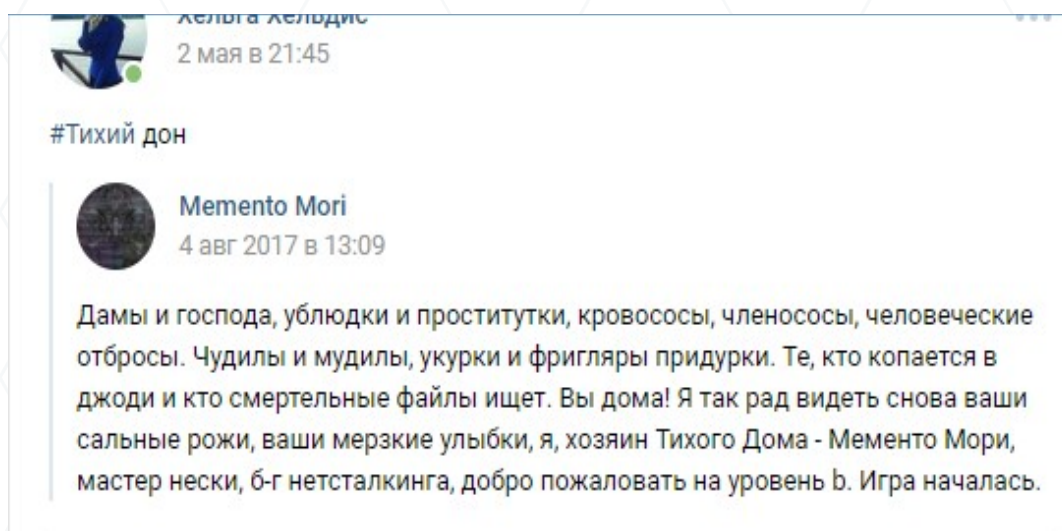 Хельга Хельдис
2 мая в 21:45
#Тихий дон
Memento Mori
4 авг 2017 в 13:09
Дамы и господа, ублюдки и проститутки, кровососы, членососы, человеческие
отбросы. Чудилы и мудилы, укурки и фригляры придурки. Те, кто копается в
джоди и кто смертельные файлы ищет. Вы дома! Я так рад видеть снова ваши
сальные рожи, ваши мерзкие улыбки, я, хозяин Тихого Дома - Мементо Мори,
мастер нески, б-г нетсталкинга, добро пожаловать на уровень b. Игра началась.